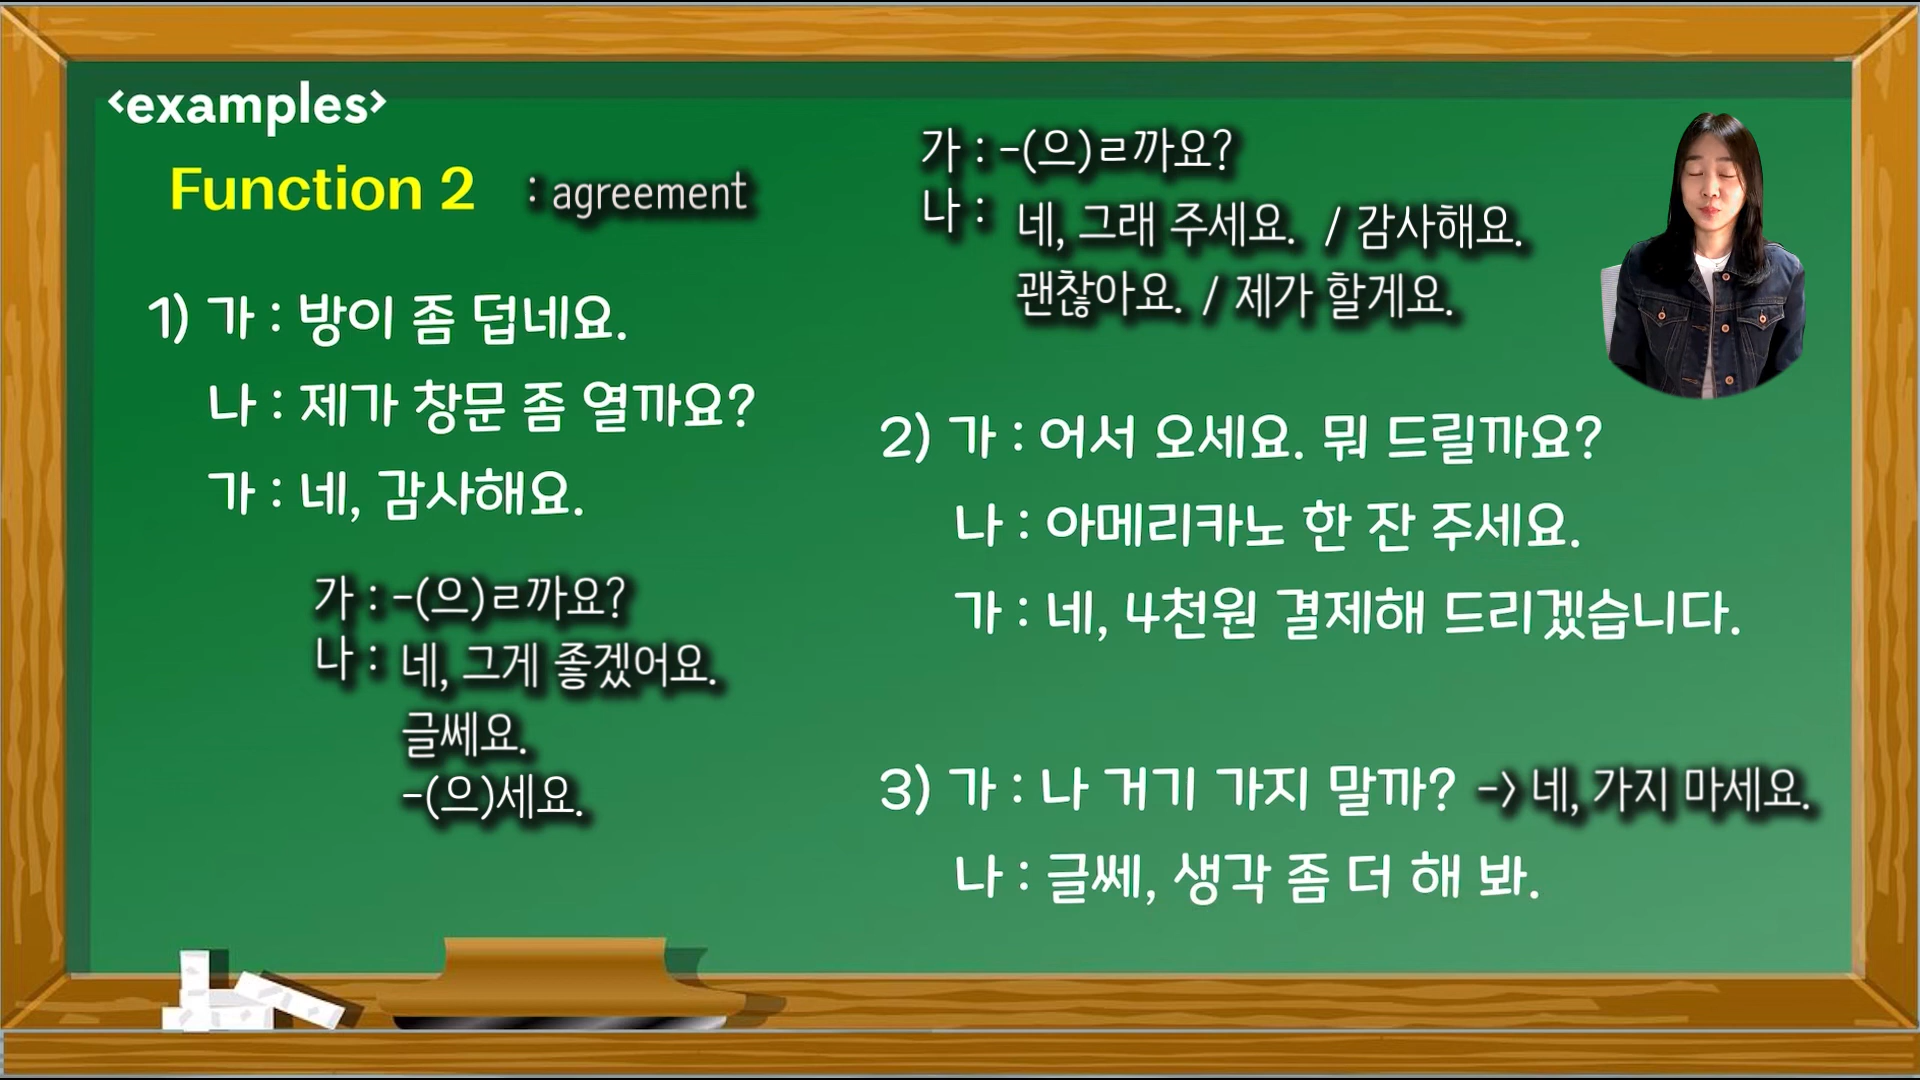 <examples>
Function 2 : agreement
1) 가 : 방이 좀 덥네요.
나 : 제가 창문 좀 열까요?
가 : 네, 감사해요.
가 : -(으)ㄹ까요?
나 : 네, 그게 좋겠어요.
글쎄요.
-(으)세요.
가 : -(으)ㄹ까요?
나 : 네, 그래 주세요. / 감사해요.
괜찮아요. / 제가 할게요.
2) 가 : 어서 오세요. 뭐 드릴까요?
나 : 아메리카노 한 잔 주세요.
가 : 네, 4천원 결제해 드리겠습니다.
3) 가 : 나 거기 가지 말까? -> 네, 가지 마세요.
나 : 글쎄, 생각 좀 더 해 봐.